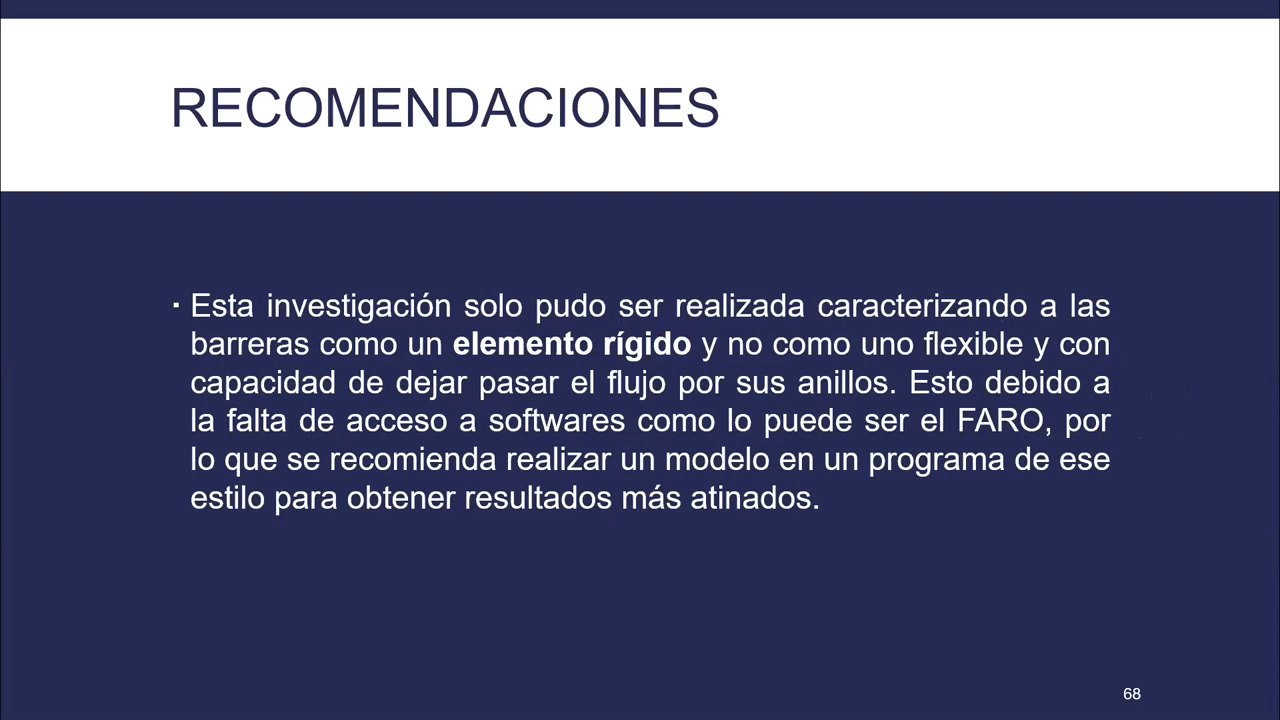 RECOMENDACIONES
▪ Esta investigación solo pudo ser realizada caracterizando a las
barreras como un elemento rígido y no como uno flexible y con
capacidad de dejar pasar el flujo por sus anillos. Esto debido a
la falta de acceso a softwares como lo puede ser el FARO, por
lo que se recomienda realizar un modelo en un programa de ese
estilo para obtener resultados más atinados.
68